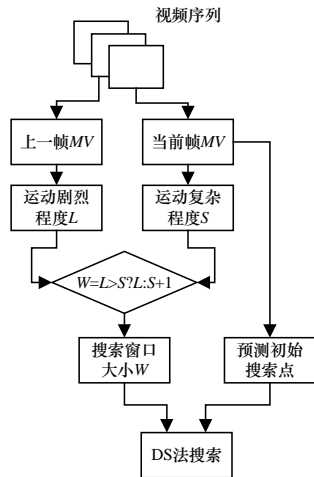 视频序列
上一帧MV
当前帧MV
运动剧烈
程度L
运动复杂
程度S
W=L>S?L:S+1
搜索窗口
大小W
预测初始
搜索点
DS法搜索